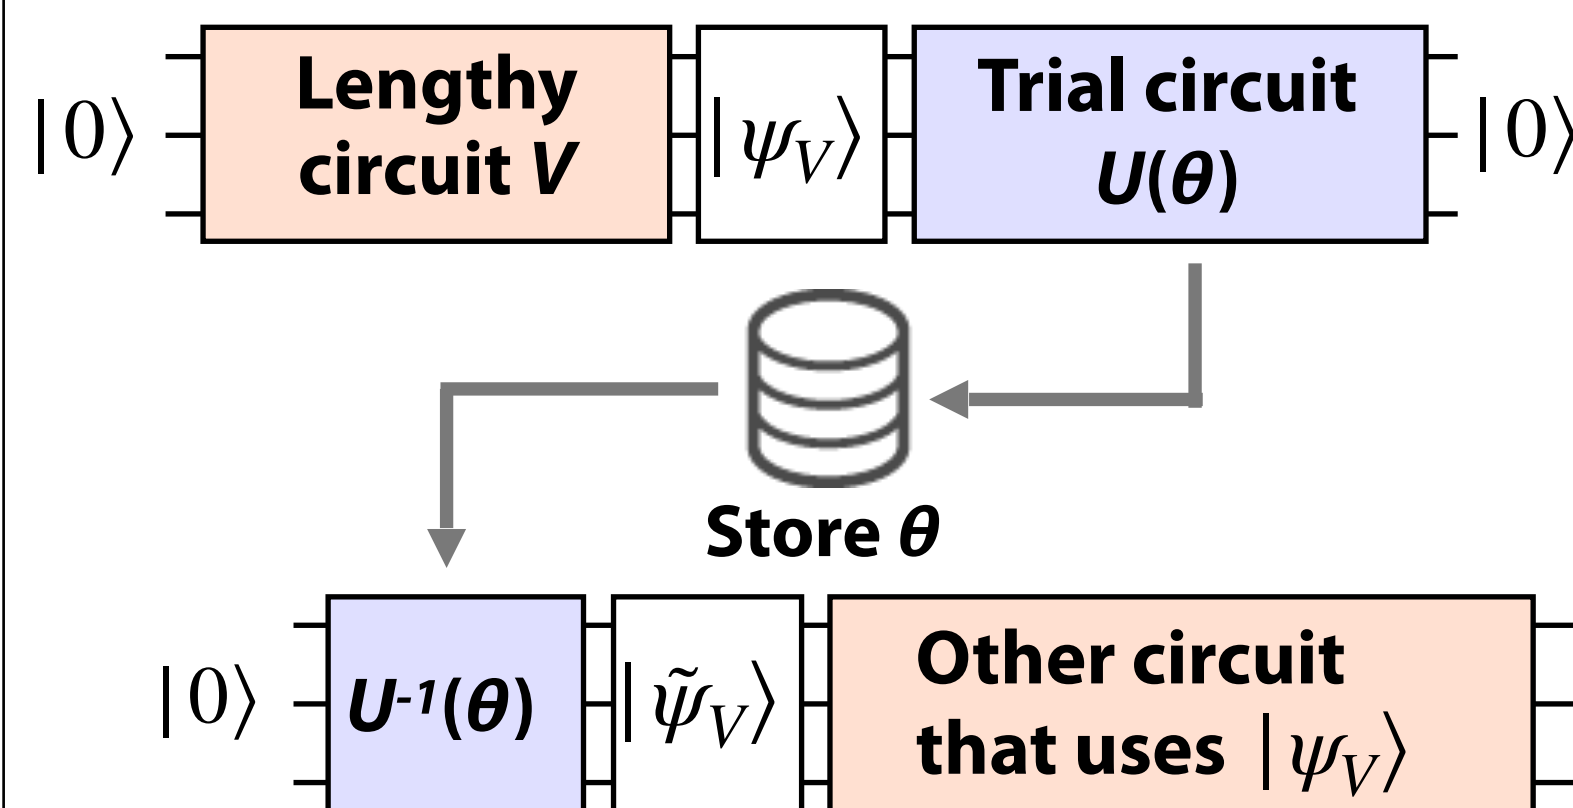 |0⟩
Lengthy
circuit V
|ψ_V⟩
Trial circuit
U(θ)
|0⟩
Store θ
|0⟩
U⁻¹(θ)
|ψ̃_V⟩
Other circuit
that uses |ψ_V⟩